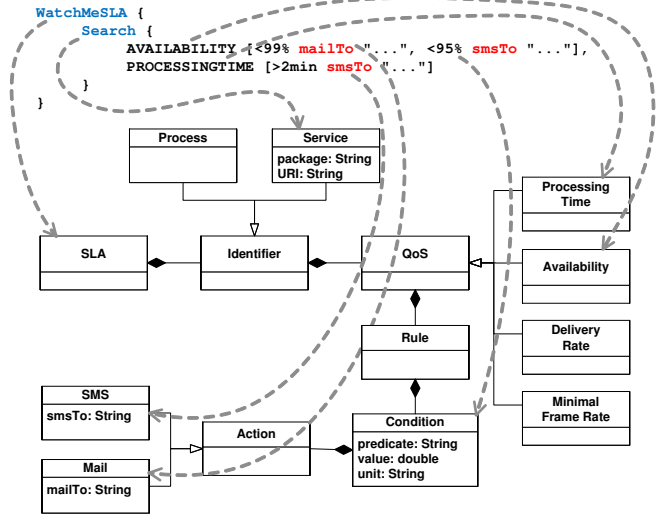 WatchMeSLA {
Search {
AVAILABILITY [<99% mailTo "...", <95% smsTo "..."],
PROCESSINGTIME [>2min smsTo "..."]
}
}
Process
Service
package: String
URI: String
Processing
Time
SLA
Identifier
QoS
Availability
Rule
Delivery
Rate
SMS
smsTo: String
Minimal
Frame Rate
Action
Condition
predicate: String
value: double
unit: String
Mail
mailTo: String